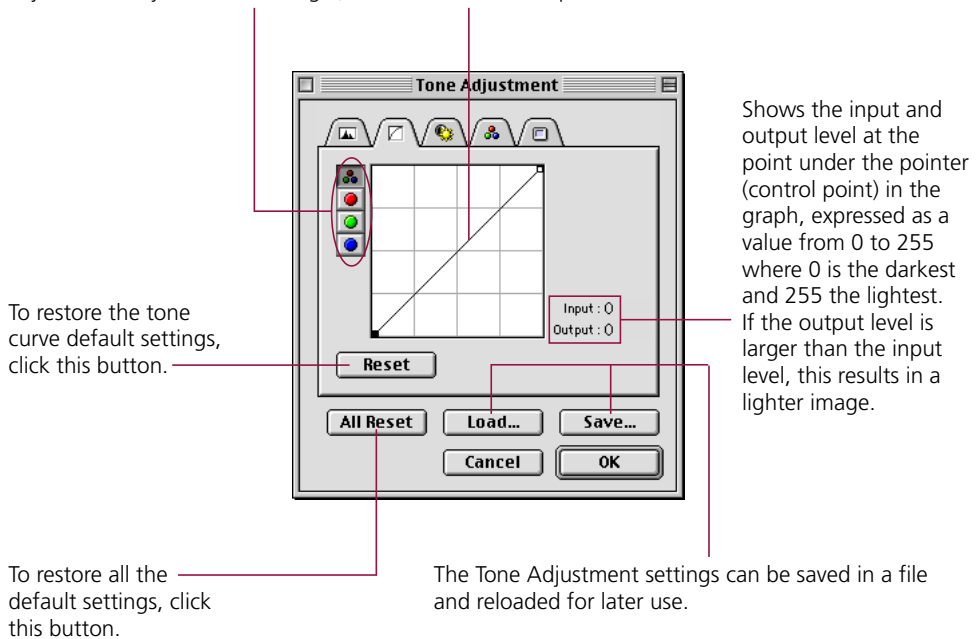 Tone Adjustment
Shows the input and
output level at the
point under the pointer
(control point) in the
graph, expressed as a
value from 0 to 255
where 0 is the darkest
and 255 the lightest.
If the output level is
larger than the input
level, this results in a
lighter image.
Input : 0
Output : 0
To restore the tone
curve default settings,
click this button.
Reset
All Reset
Load...
Save...
Cancel
OK
To restore all the
default settings, click
this button.
The Tone Adjustment settings can be saved in a file
and reloaded for later use.